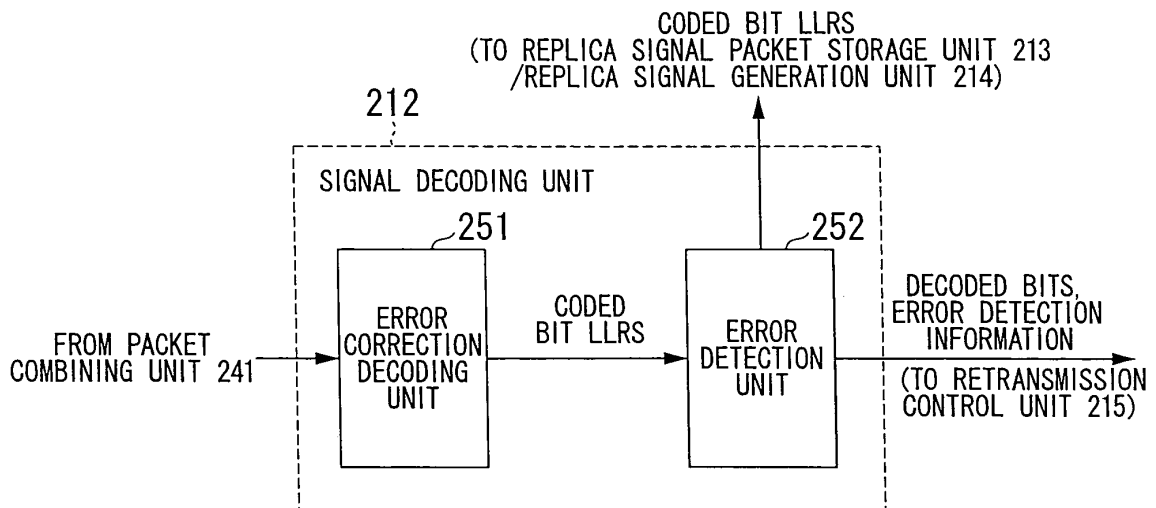 CODED BIT LLRS
(TO REPLICA SIGNAL PACKET STORAGE UNIT 213
/REPLICA SIGNAL GENERATION UNIT 214)
212
SIGNAL DECODING UNIT
251
252
FROM PACKET
COMBINING UNIT 241
ERROR
CORRECTION
DECODING
UNIT
CODED
BIT LLRS
ERROR
DETECTION
UNIT
DECODED BITS,
ERROR DETECTION
INFORMATION
(TO RETRANSMISSION
CONTROL UNIT 215)